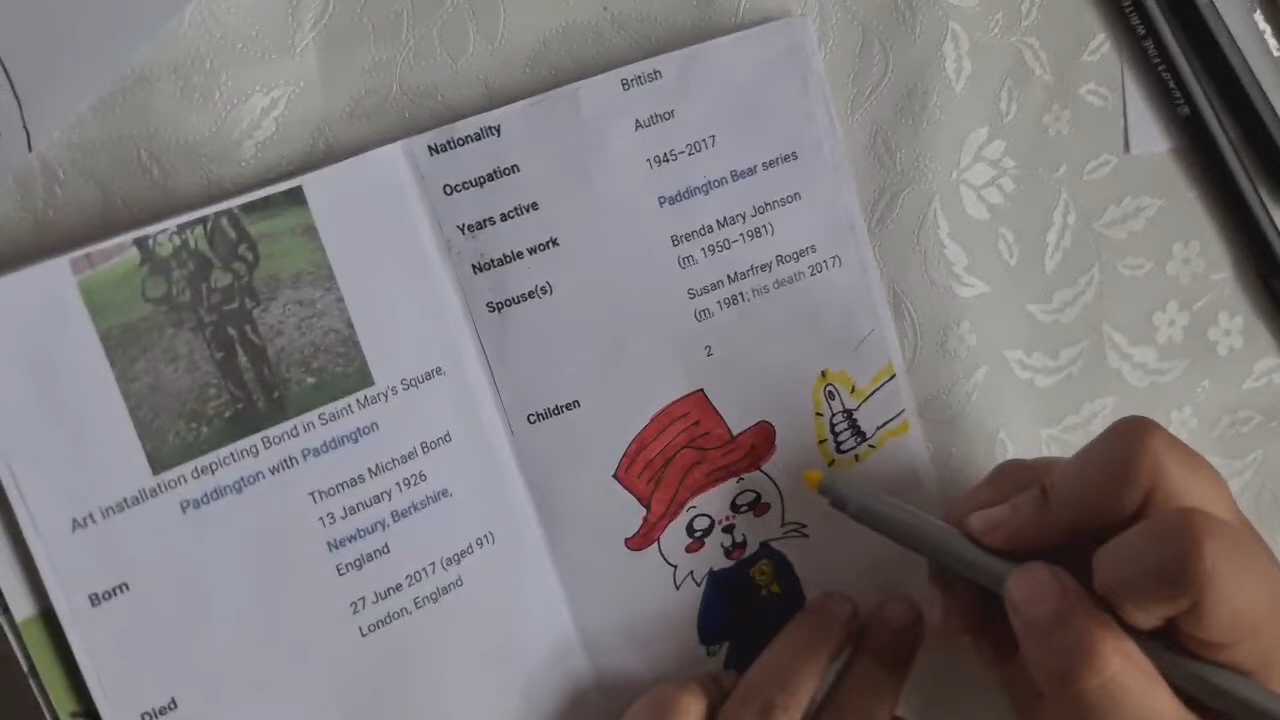 Art installation depicting Bond in Saint Mary's Square,
Paddington with Paddington
Born
Thomas Michael Bond
13 January 1926
Newbury, Berkshire,
England
Died
27 June 2017 (aged 91)
London, England
Nationality
British
Occupation
Author
Years active
1945–2017
Notable work
Paddington Bear series
Spouse(s)
Brenda Mary Johnson
(m. 1950–1981)
Susan Marfrey Rogers
(m. 1981; his death 2017)
Children
2
FINE WRITER